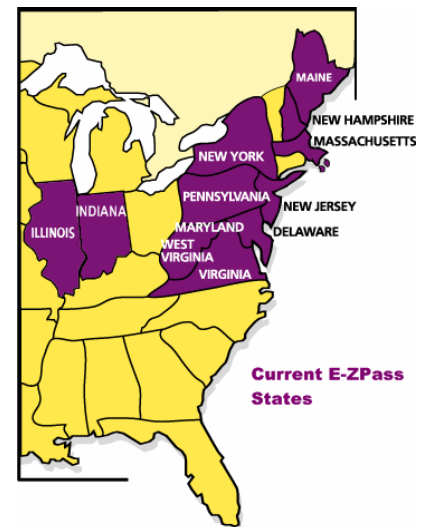 MAINE
NEW HAMPSHIRE
MASSACHUSETTS
NEW YORK
PENNSYLVANIA
NEW JERSEY
INDIANA
ILLINOIS
MARYLAND
DELAWARE
WEST
VIRGINIA
VIRGINIA
Current E-ZPass
States